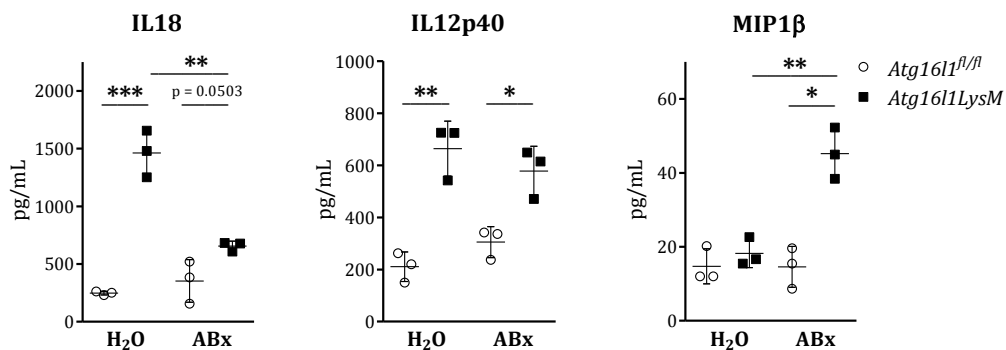 IL18
pg/mL
2000
1500
1000
500
0
***
**
p = 0.0503
H₂O
ABx
IL12p40
pg/mL
1000
800
600
400
200
0
**
*
H₂O
ABx
MIP1β
pg/mL
60
40
20
0
**
*
H₂O
ABx
Atg16l1fl/fl
Atg16l1LysM